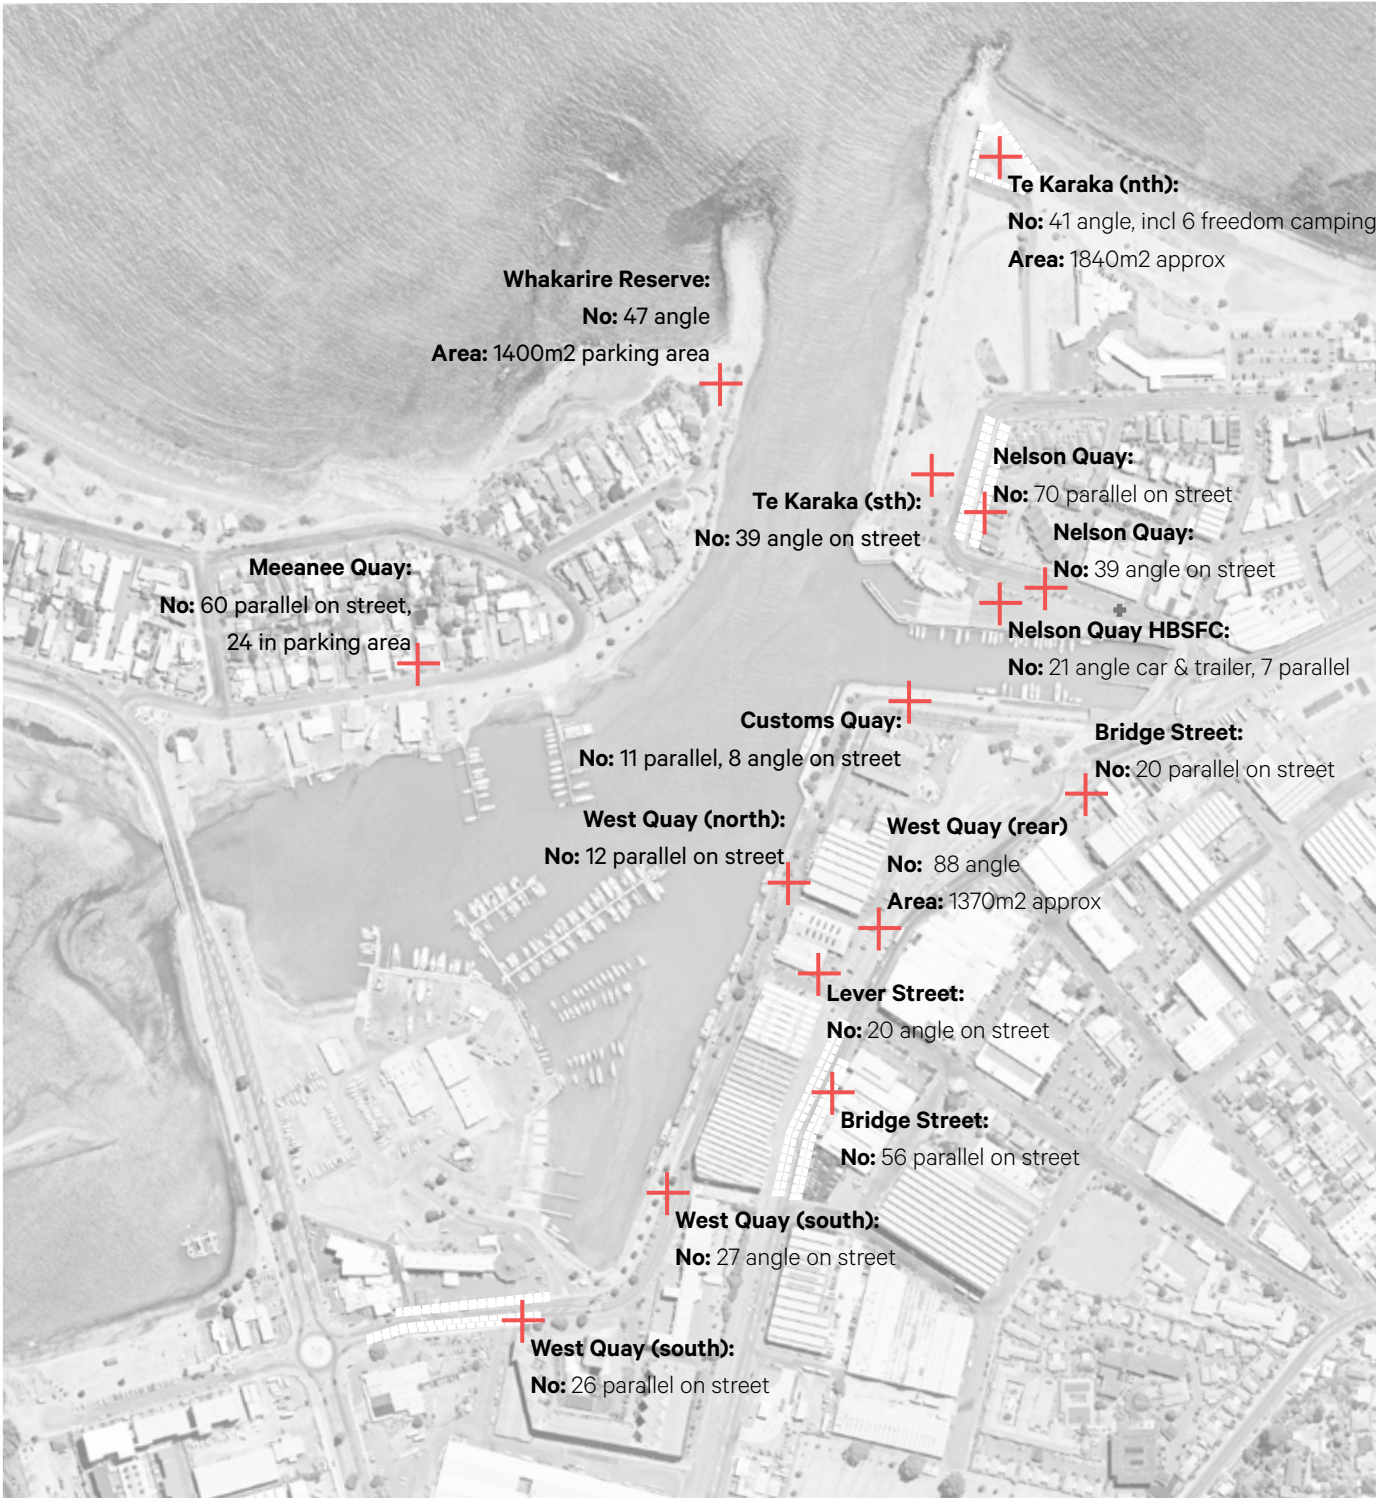 Te Karaka (nth):
No: 41 angle, incl 6 freedom camping
Area: 1840m2 approx
Whakarire Reserve:
No: 47 angle
Area: 1400m2 parking area
Nelson Quay:
No: 70 parallel on street
Te Karaka (sth):
No: 39 angle on street
Nelson Quay:
No: 39 angle on street
Meeanee Quay:
No: 60 parallel on street,
24 in parking area
Nelson Quay HBSFC:
No: 21 angle car & trailer, 7 parallel
Customs Quay:
No: 11 parallel, 8 angle on street
Bridge Street:
No: 20 parallel on street
West Quay (north):
No: 12 parallel on street
West Quay (rear)
No: 88 angle
Area: 1370m2 approx
Lever Street:
No: 20 angle on street
Bridge Street:
No: 56 parallel on street
West Quay (south):
No: 27 angle on street
West Quay (south):
No: 26 parallel on street